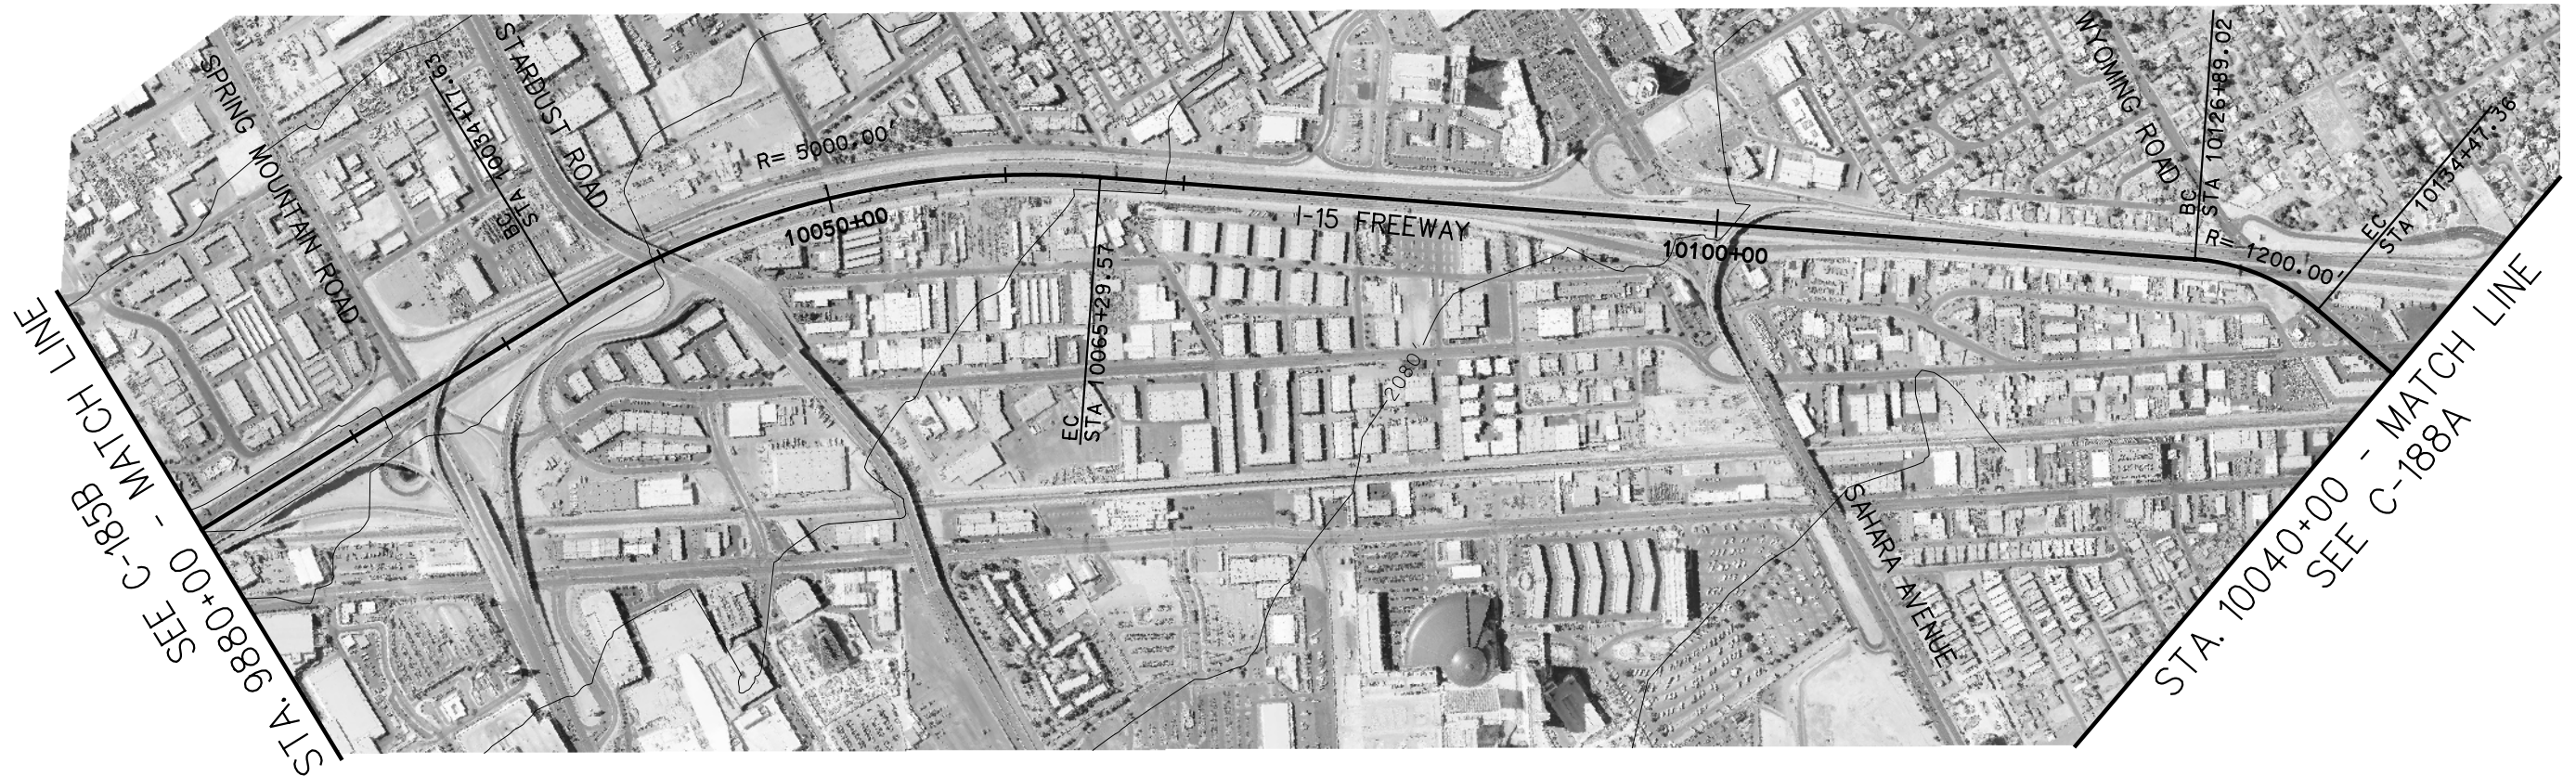 SPRING MOUNTAIN ROAD
BC
STA 10034+17.63
STARDUST ROAD
R= 5000.00'
10050+00
EC
STA 10065+29.57
I-15 FREEWAY
2080'
10100+00
SAHARA AVENUE
WYOMING ROAD
BC
STA 10126+89.02
R= 1200.00'
EC
STA 10134+47.36
SEE C-185B
STA. 9880+00 - MATCH LINE
STA. 10040+00 - MATCH LINE
SEE C-188A